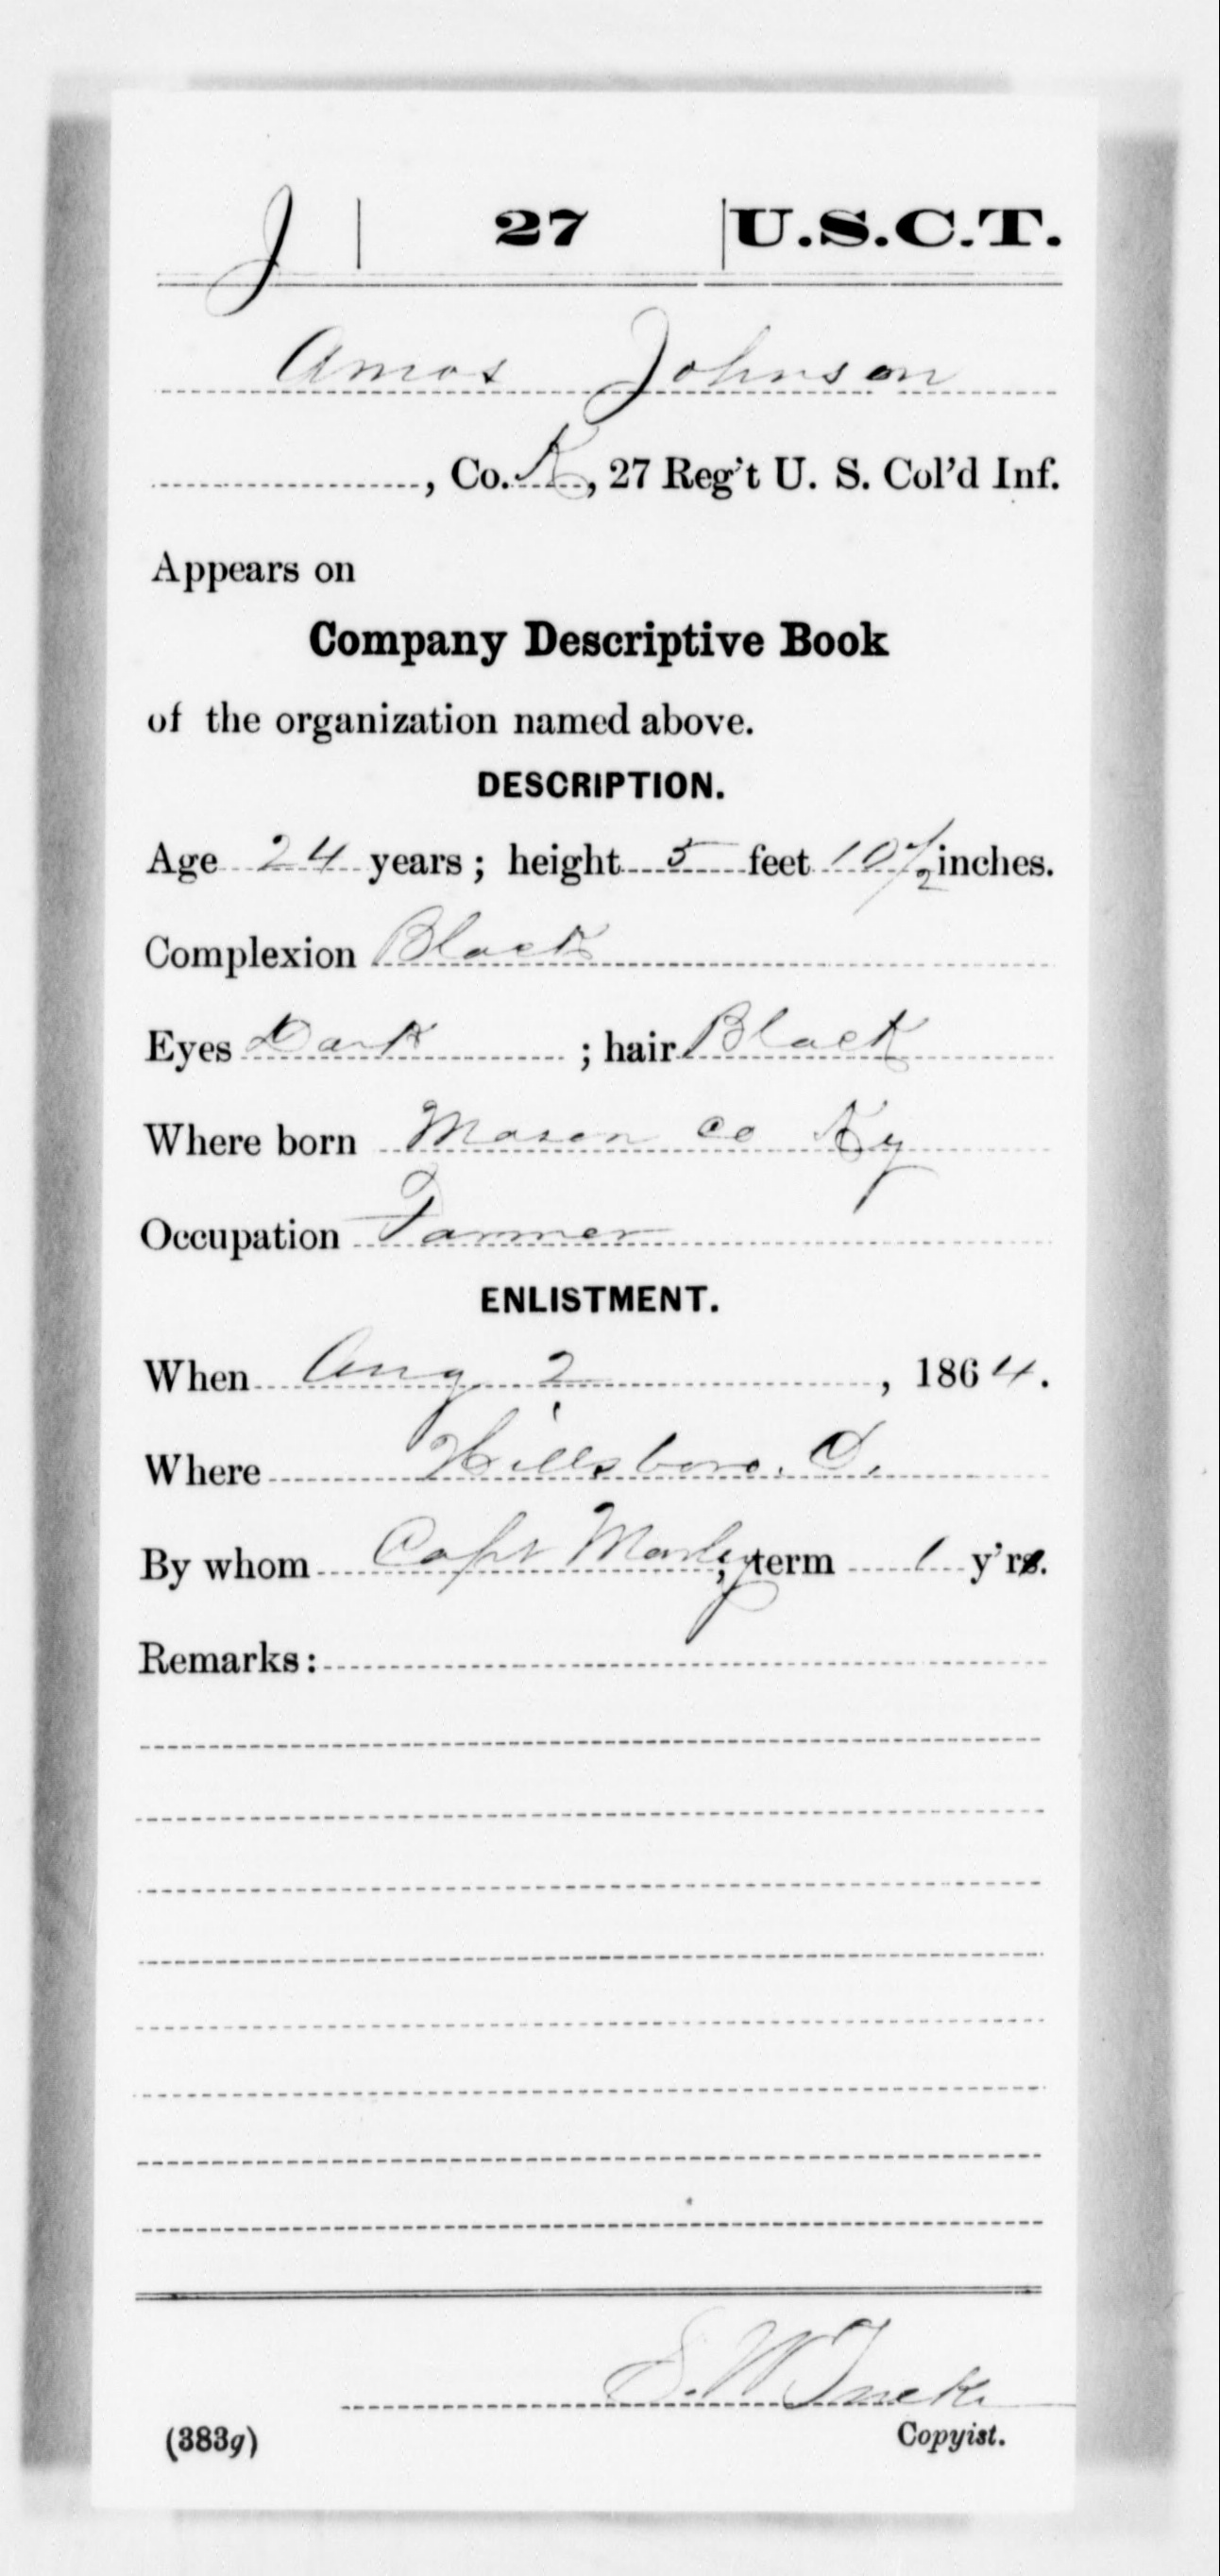 J | 27 | U.S.C.T.
Amos Johnson
, Co. K, 27 Reg't U. S. Col'd Inf.
Appears on
Company Descriptive Book
of the organization named above.
DESCRIPTION.
Age 24 years; height 5 feet 10 1/2 inches.
Complexion Black
Eyes Dark ; hair Black
Where born Mason Co Ky
Occupation Farmer
ENLISTMENT.
When Aug 2, 1864.
Where Hillsboro. O.
By whom Capt ; term 1 y'rs.
Remarks:
S. W.
Copyist.
(383g)